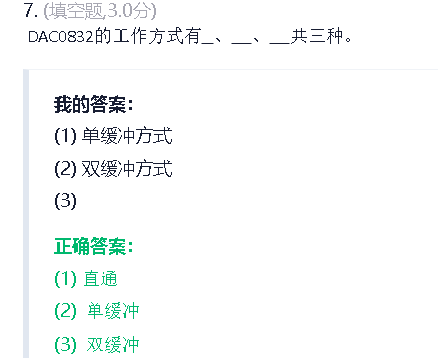 7. (填空题,3.0分)
DAC0832的工作方式有__、___、___共三种。
我的答案：
(1) 单缓冲方式
(2) 双缓冲方式
(3)
正确答案：
(1) 直通
(2) 单缓冲
(3) 双缓冲